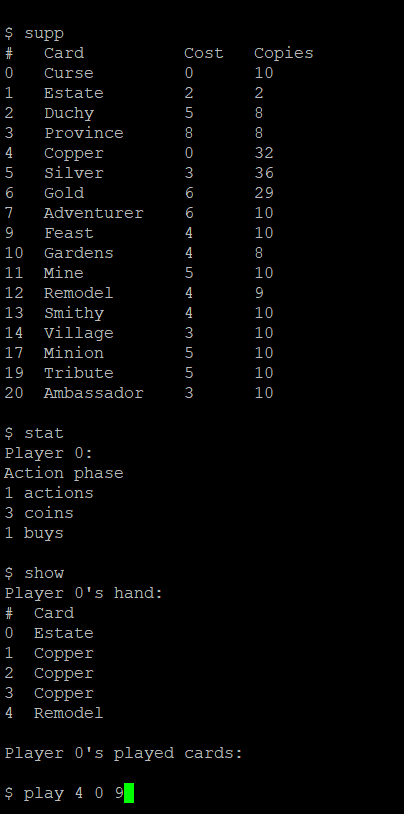 $ supp
# Card Cost Copies
0 Curse 0 10
1 Estate 2 2
2 Duchy 5 8
3 Province 8 8
4 Copper 0 32
5 Silver 3 36
6 Gold 6 29
7 Adventurer 6 10
9 Feast 4 10
10 Gardens 4 8
11 Mine 5 10
12 Remodel 4 9
13 Smithy 4 10
14 Village 3 10
17 Minion 5 10
19 Tribute 5 10
20 Ambassador 3 10
$ stat
Player 0:
Action phase
1 actions
3 coins
1 buys
$ show
Player 0's hand:
# Card
0 Estate
1 Copper
2 Copper
3 Copper
4 Remodel
Player 0's played cards:
$ play 4 0 9